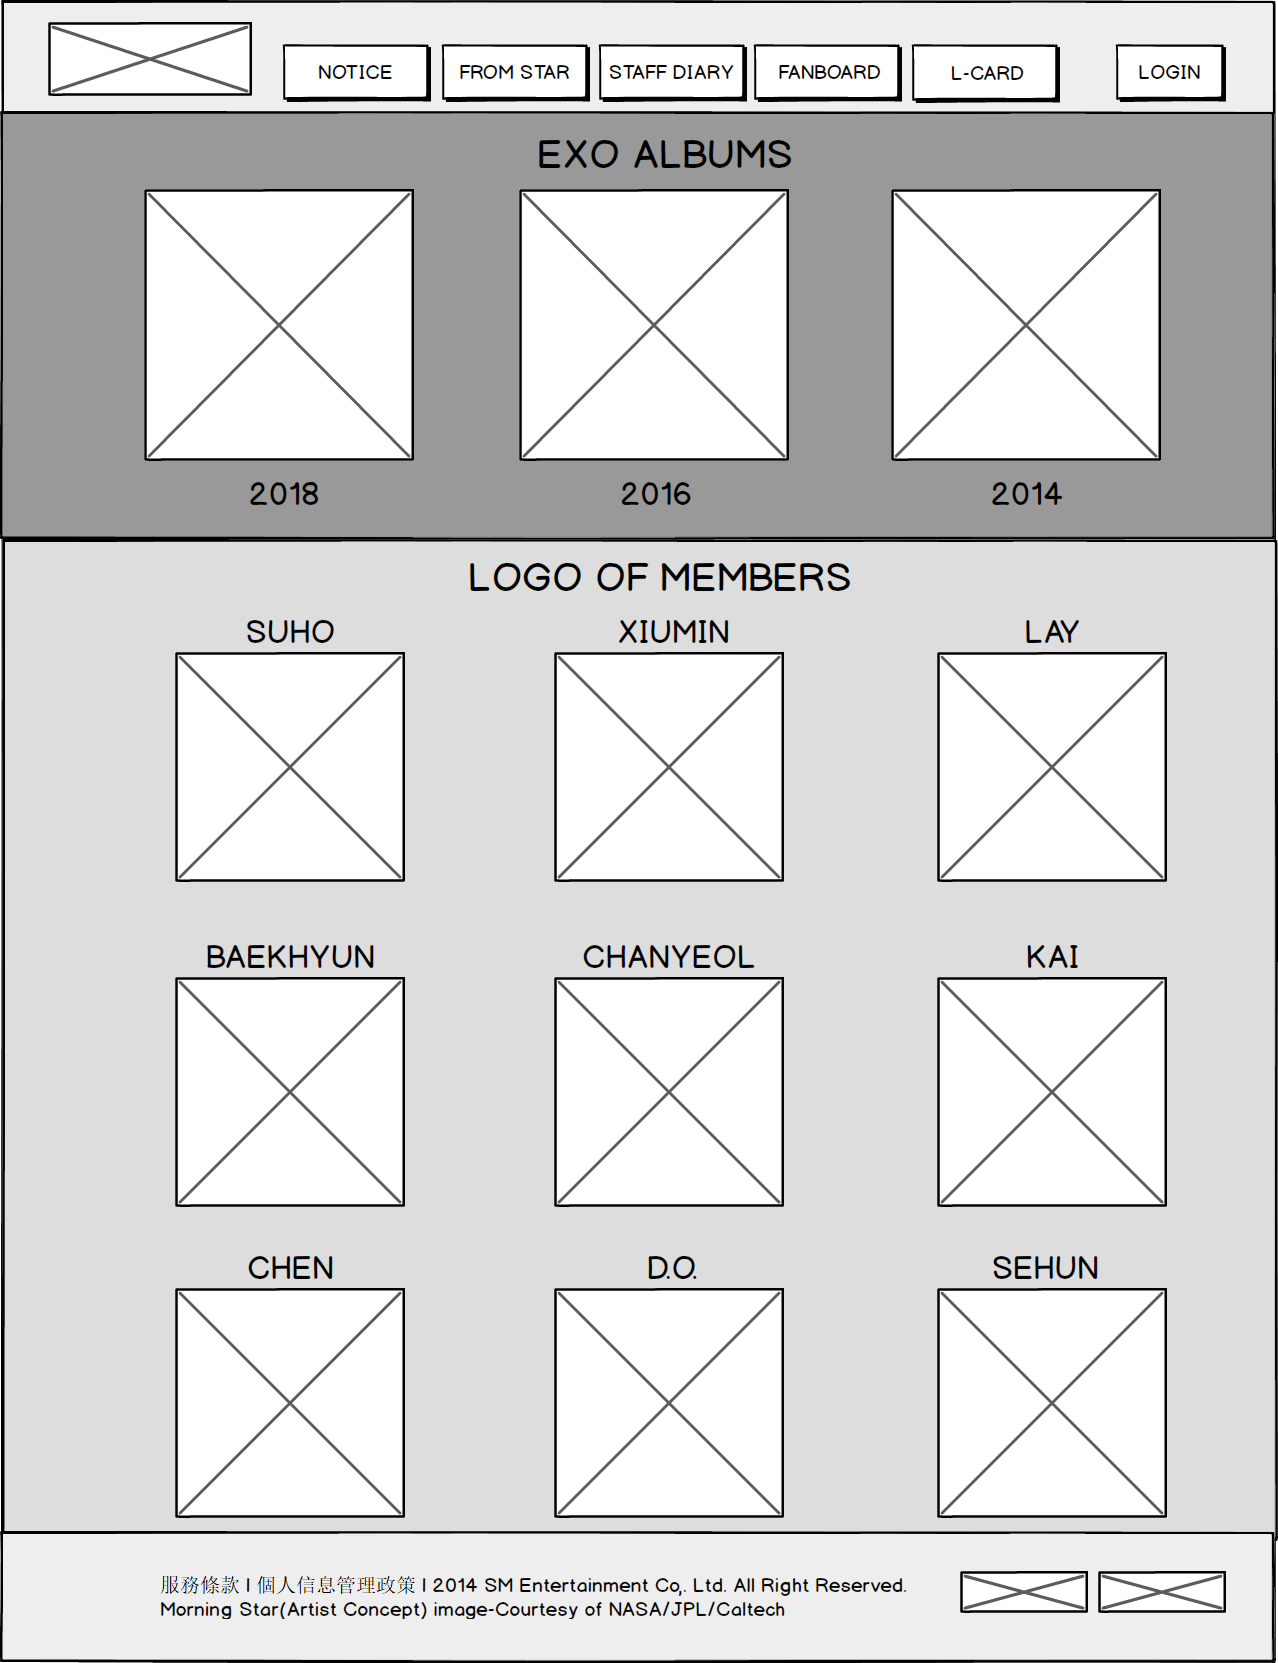 NOTICE
FROM STAR
STAFF DIARY
FANBOARD
L-CARD
LOGIN
EXO ALBUMS
2018
2016
2014
LOGO OF MEMBERS
SUHO
XIUMIN
LAY
BAEKHYUN
CHANYEOL
KAI
CHEN
D.O.
SEHUN
服務條款 I 個人信息管理政策 I 2014 SM Entertainment Co,. Ltd. All Right Reserved.
Morning Star(Artist Concept) image-Courtesy of NASA/JPL/Caltech